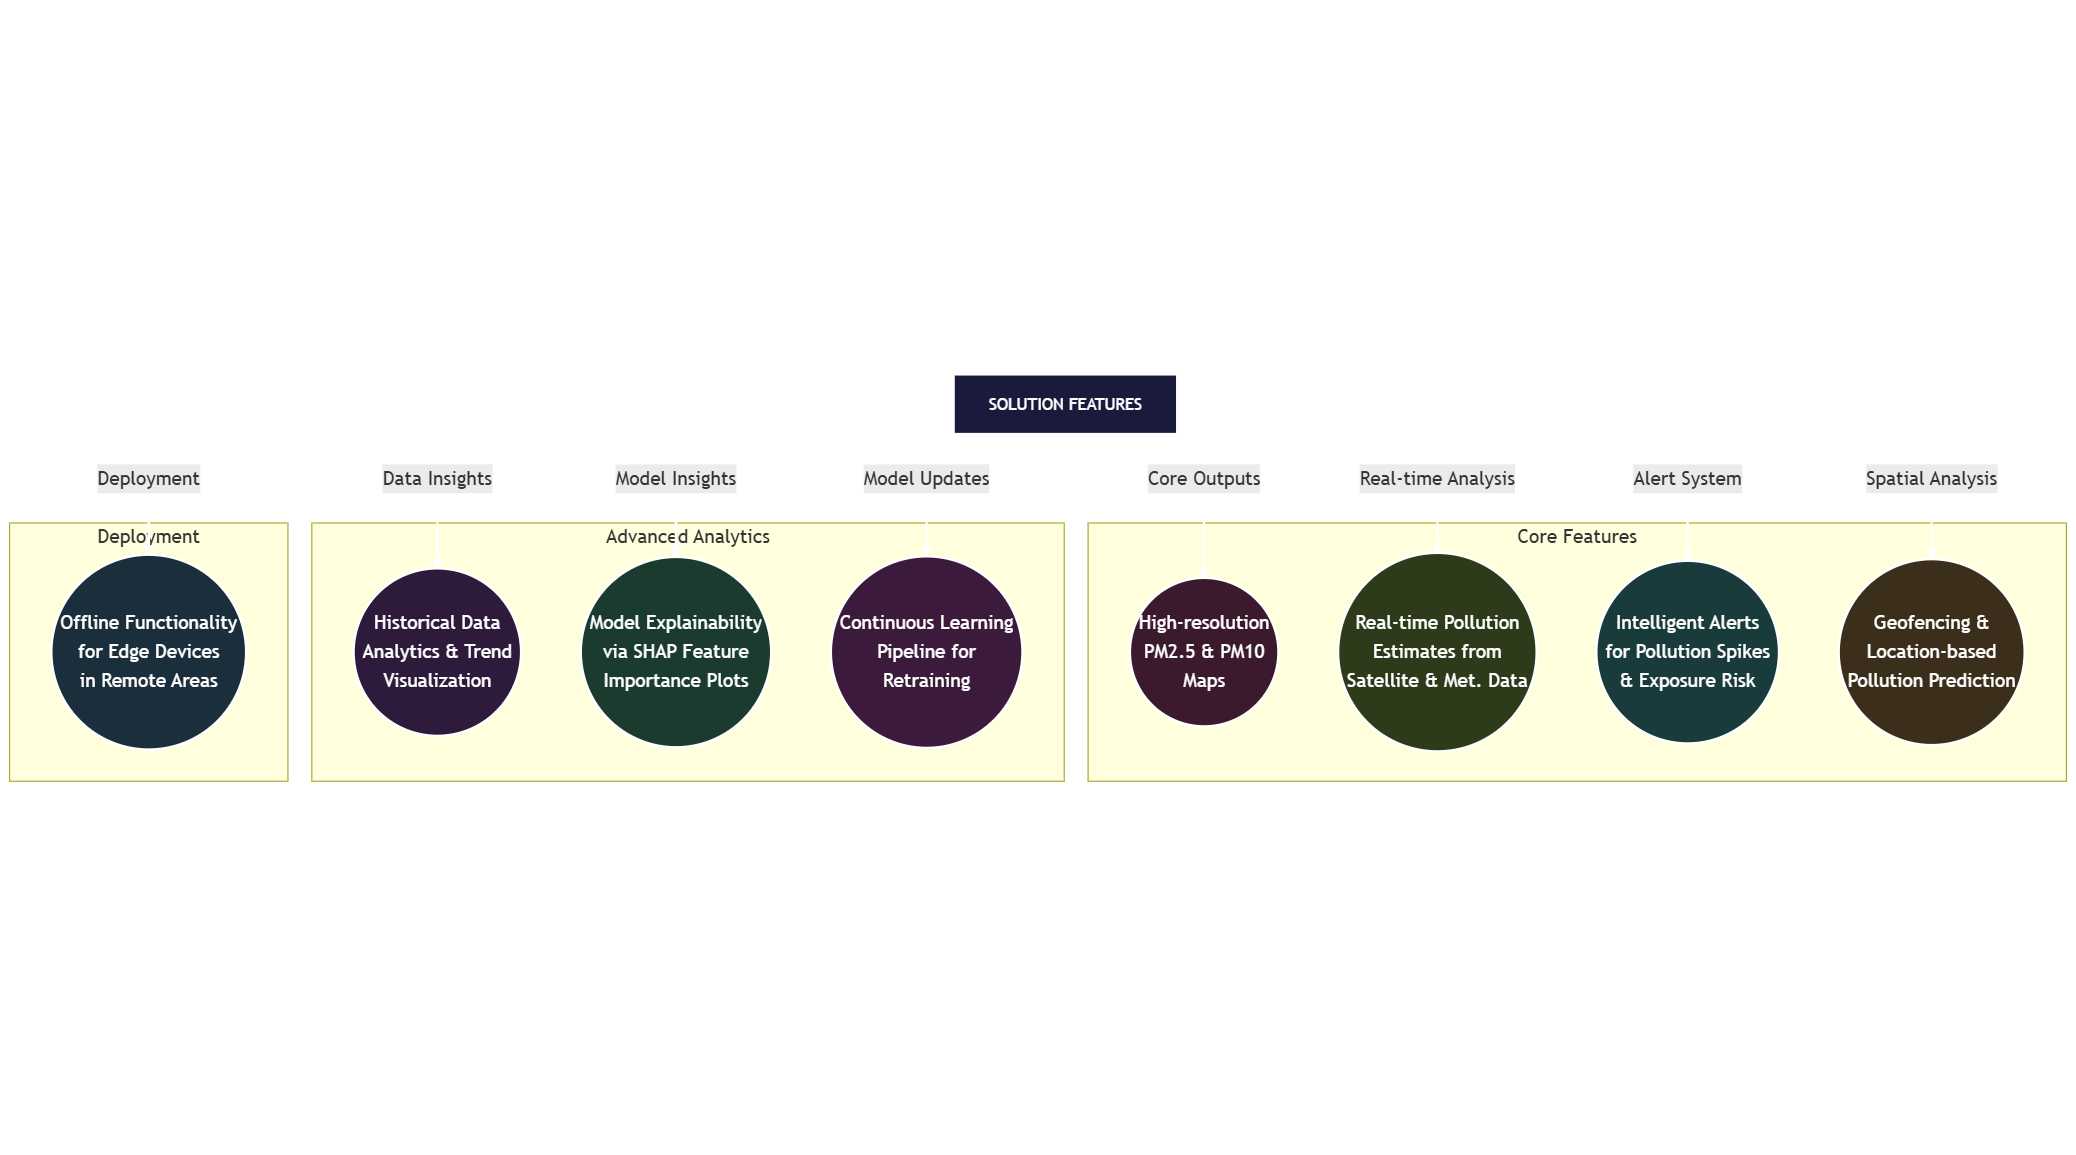 SOLUTION FEATURES
Deployment
Data Insights
Model Insights
Model Updates
Core Outputs
Real-time Analysis
Alert System
Spatial Analysis
Deployment
Offline Functionality
for Edge Devices
in Remote Areas
Advanced Analytics
Historical Data
Analytics & Trend
Visualization
Model Explainability
via SHAP Feature
Importance Plots
Continuous Learning
Pipeline for
Retraining
Core Features
High-resolution
PM2.5 & PM10
Maps
Real-time Pollution
Estimates from
Satellite & Met. Data
Intelligent Alerts
for Pollution Spikes
& Exposure Risk
Geofencing &
Location-based
Pollution Prediction